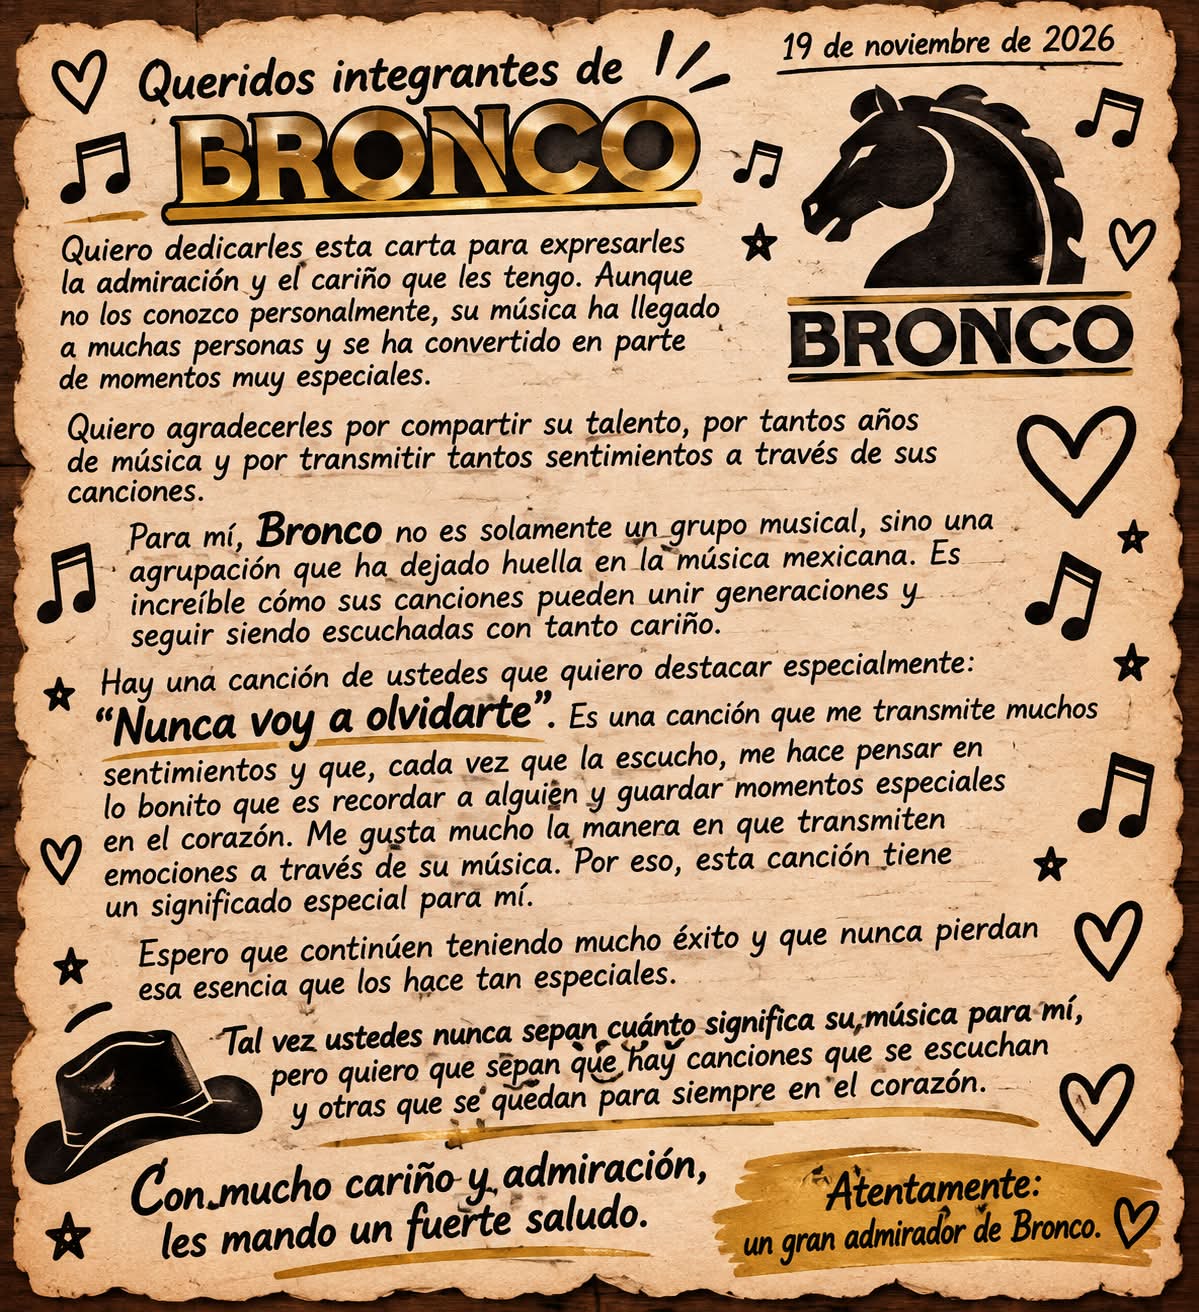 19 de noviembre de 2026
Queridos integrantes de
BRONCO
BRONCO
Quiero dedicarles esta carta para expresarles
la admiración y el cariño que les tengo. Aunque
no los conozco personalmente, su música ha llegado
a muchas personas y se ha convertido en parte
de momentos muy especiales.
Quiero agradecerles por compartir su talento, por tantos años
de música y por transmitir tantos sentimientos a través de sus
canciones.
Para mí, Bronco no es solamente un grupo musical, sino una
agrupación que ha dejado huella en la música mexicana. Es
increíble cómo sus canciones pueden unir generaciones y
seguir siendo escuchadas con tanto cariño.
Hay una canción de ustedes que quiero destacar especialmente:
“Nunca voy a olvidarte”. Es una canción que me transmite muchos
sentimientos y que, cada vez que la escucho, me hace pensar en
lo bonito que es recordar a alguien y guardar momentos especiales
en el corazón. Me gusta mucho la manera en que transmiten
emociones a través de su música. Por eso, esta canción tiene
un significado especial para mí.
Espero que continúen teniendo mucho éxito y que nunca pierdan
esa esencia que los hace tan especiales.
Tal vez ustedes nunca sepan cuánto significa su música para mí,
pero quiero que sepan que hay canciones que se escuchan
y otras que se quedan para siempre en el corazón.
Con mucho cariño y admiración,
les mando un fuerte saludo.
Atentamente:
un gran admirador de Bronco.